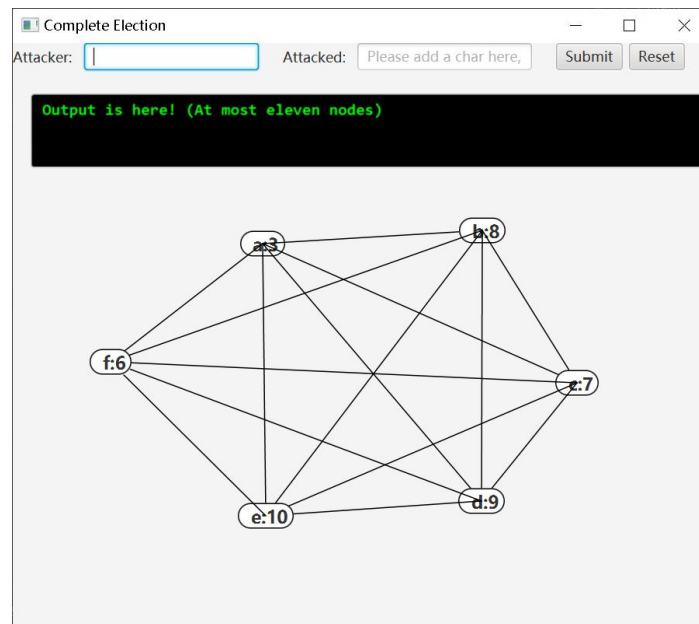 Complete Election
Attacker: Attacked: Please add a char here, Submit Reset
Output is here! (At most eleven nodes)
a:3 b:8
f:6 c:7
e:10 d:9